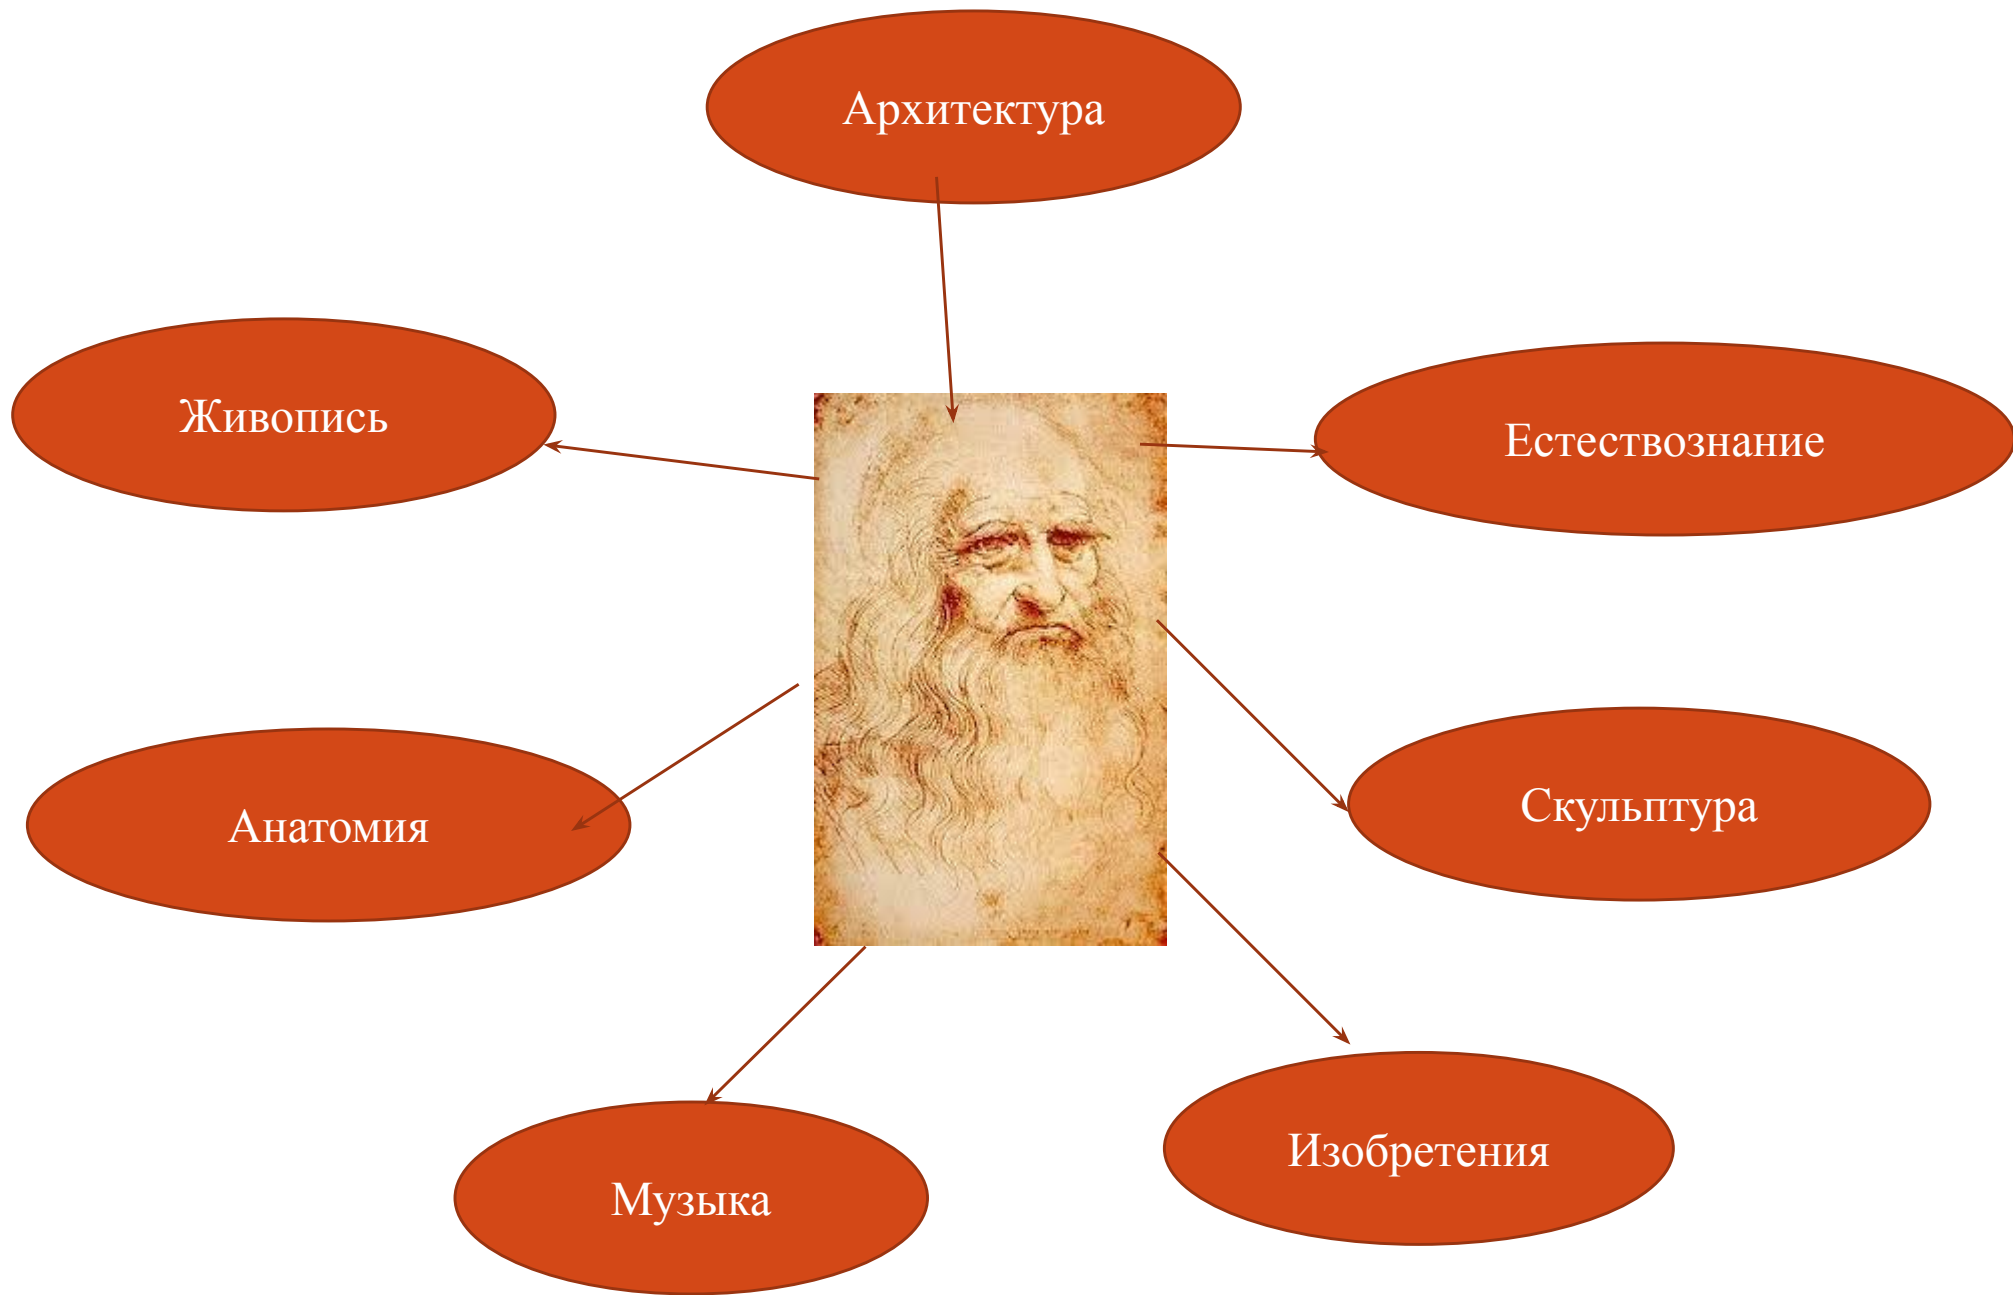 Архитектура
Живопись
Естествознание
Анатомия
Скульптура
Музыка
Изобретения